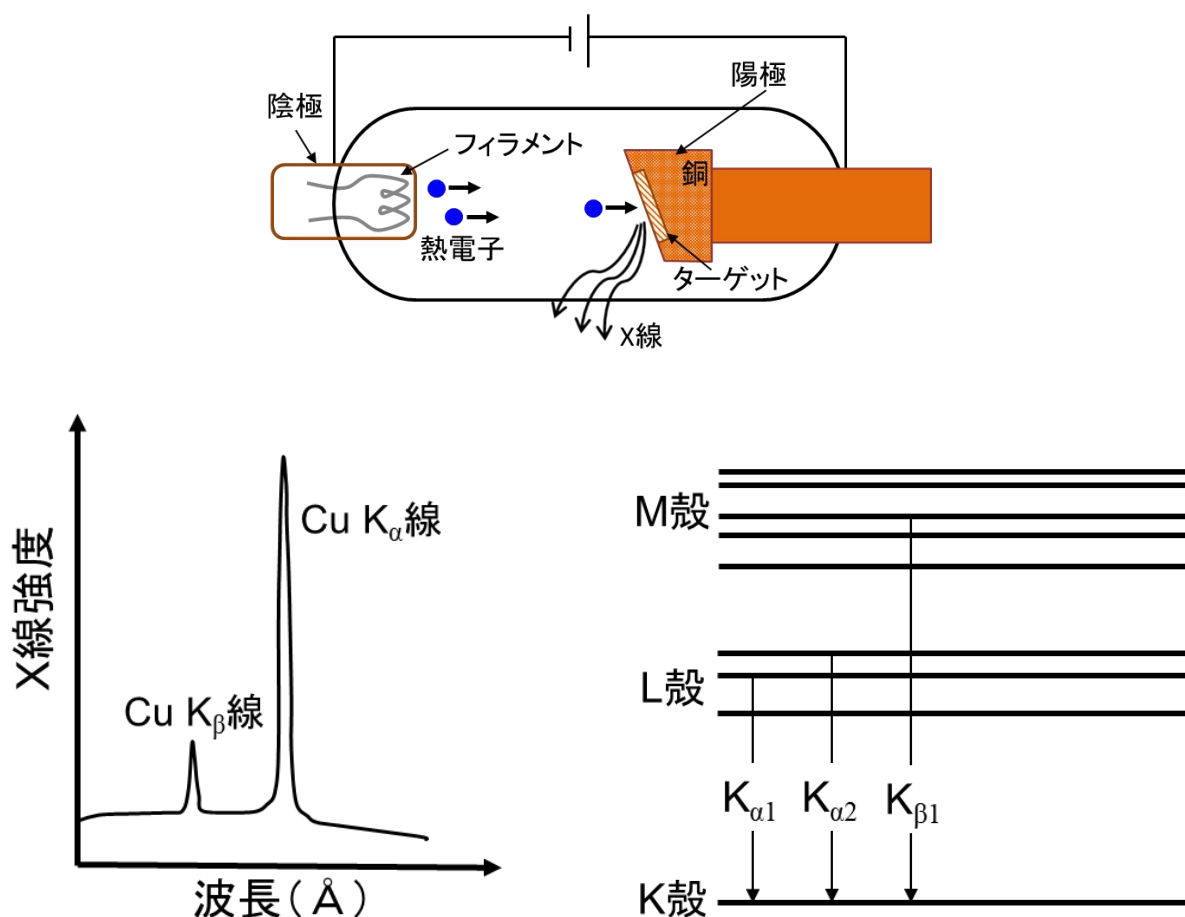 陰極
フィラメント
熱電子
陽極
銅
ターゲット
X線
X線強度
Cu Kα線
Cu Kβ線
波長(Å)
M殻
L殻
Kα1
Kα2
Kβ1
K殻